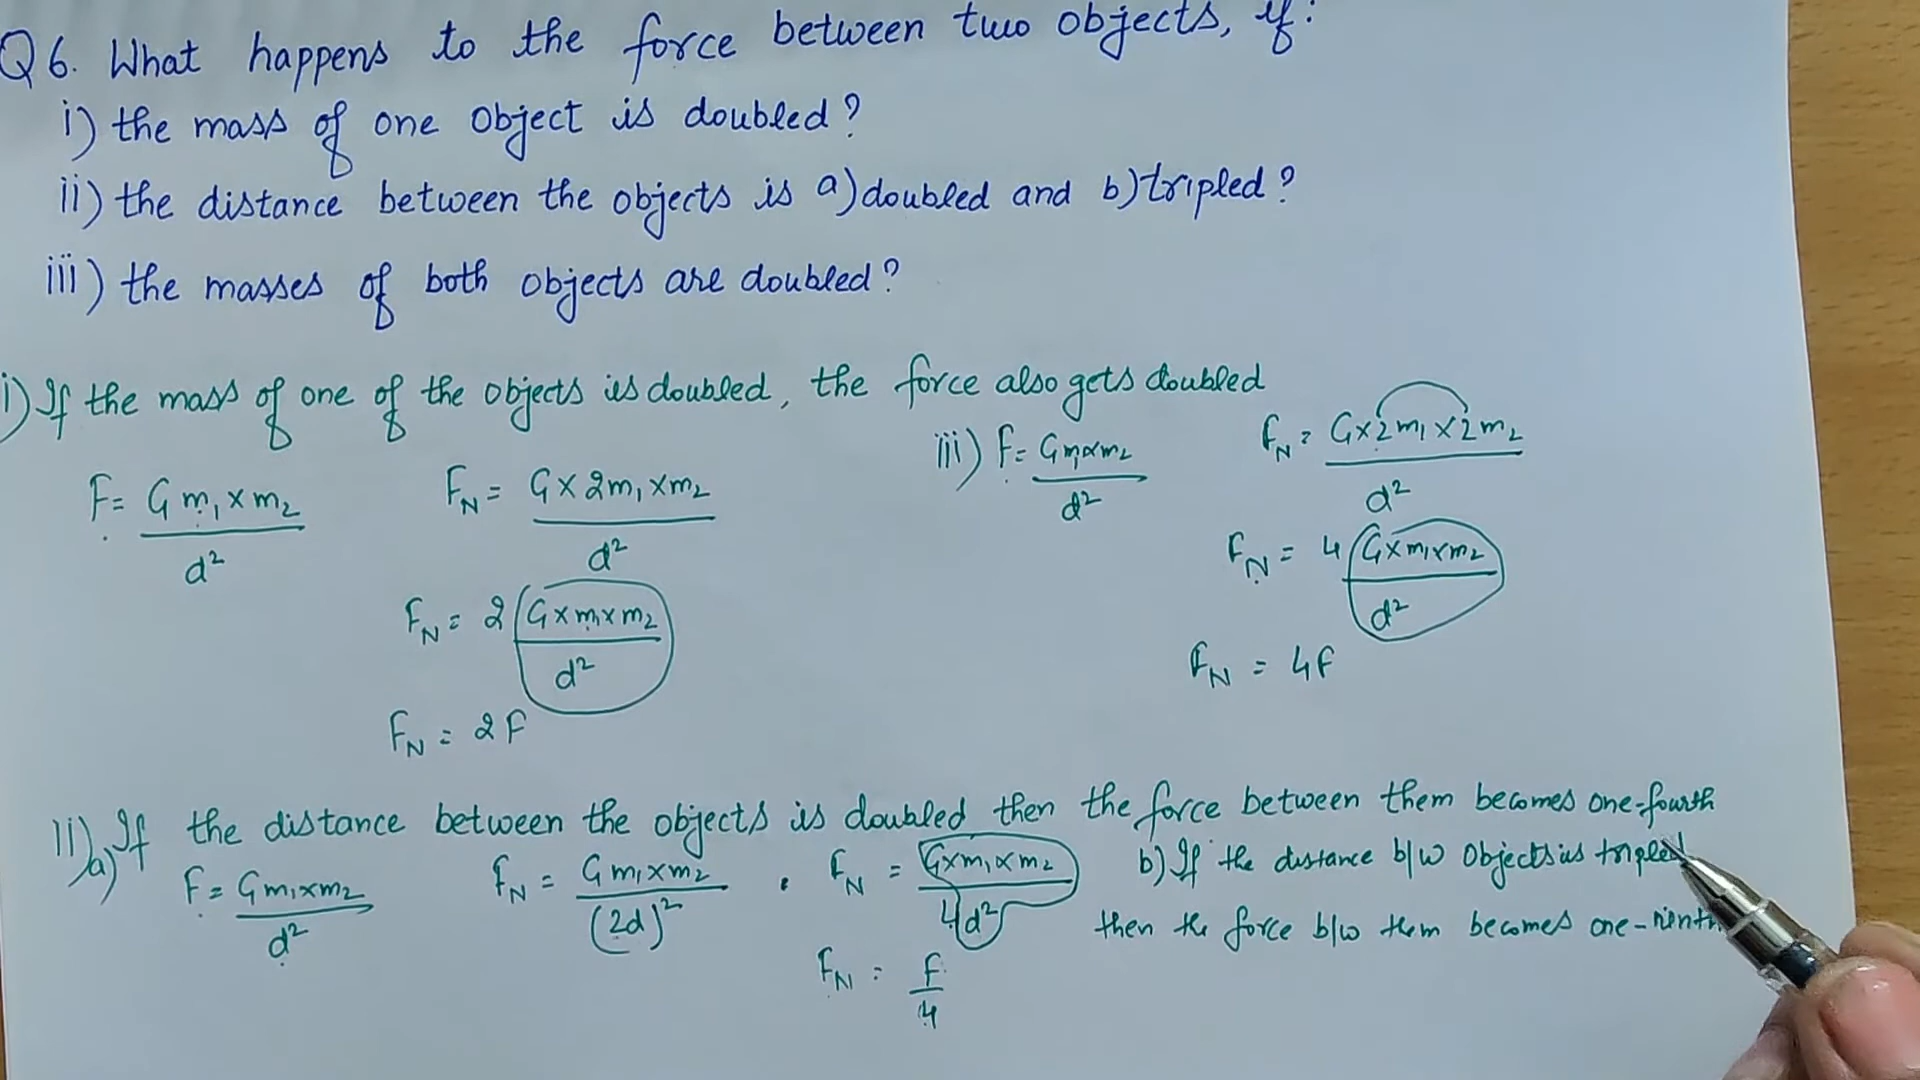 Q6. What happens to the force between two objects, if:
i) the mass of one object is doubled?
ii) the distance between the objects is a) doubled and b) tripled?
iii) the masses of both objects are doubled?
i) If the mass of one of the objects is doubled, the force also gets doubled
F = G m₁ x m₂ / d²
F_N = G x 2m₁ x m₂ / d²
F_N = 2 G x m₁ x m₂ / d²
F_N = 2F
iii) F = G m₁ x m₂ / d²
F_N = G x 2m₁ x 2m₂ / d²
F_N = 4 G x m₁ x m₂ / d²
F_N = 4F
ii) a) If the distance between the objects is doubled then the force between them becomes one-fourth
F = G m₁ x m₂ / d²
F_N = G m₁ x m₂ / (2d)²
F_N = G x m₁ x m₂ / 4d²
F_N = F / 4
b) If the distance b/w objects is tripled
then the force b/w them becomes one-